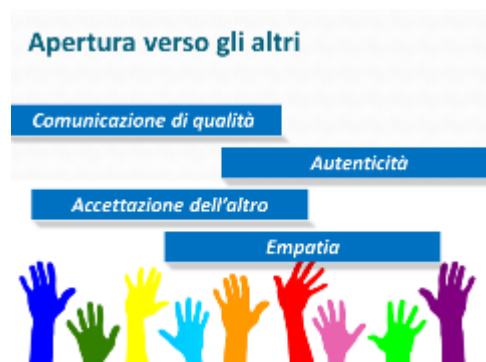 Apertura verso gli altri
Comunicazione di qualità
Autenticità
Accettazione dell'altro
Empatia